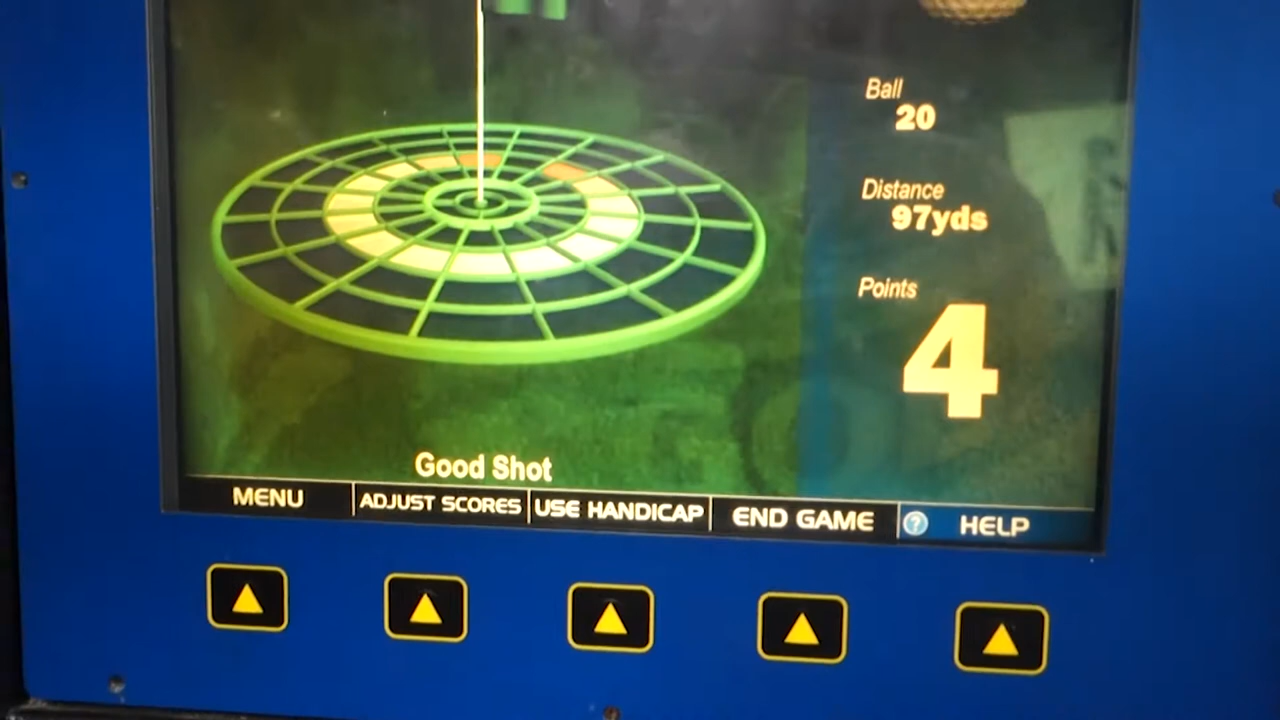 Ball
20
Distance
97yds
Points
4
Good Shot
MENU
ADJUST SCORES
USE HANDICAP
END GAME
? HELP